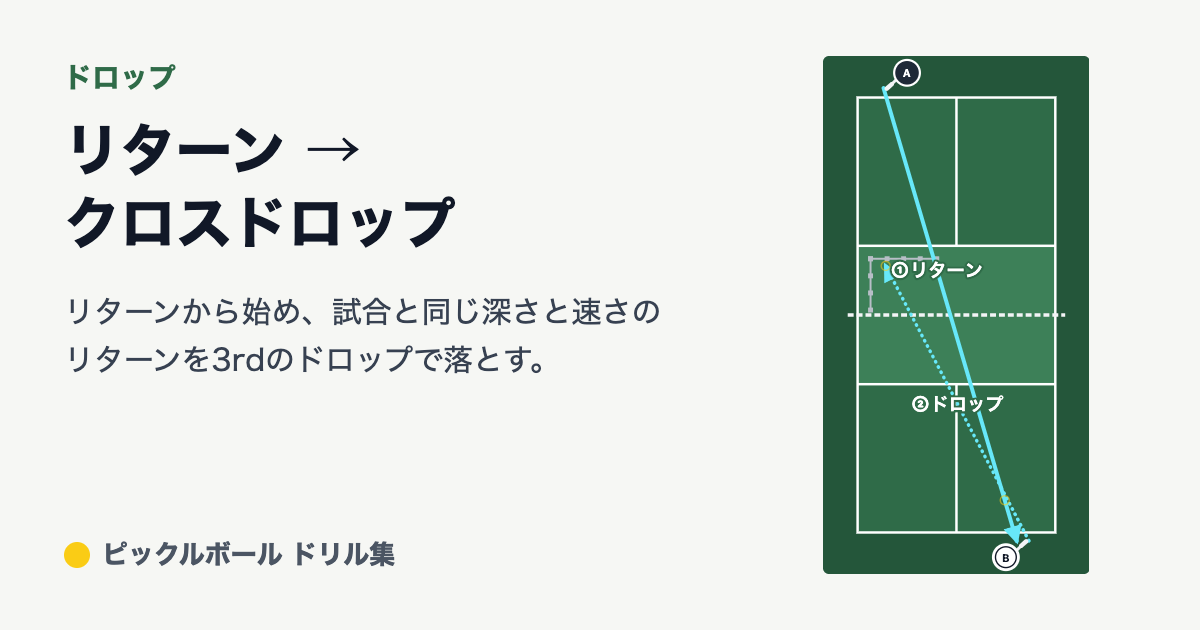 ドロップ
リターン →
クロスドロップ
リターンから始め、試合と同じ深さと速さの
リターンを3rdのドロップで落とす。
ピックルボール ドリル集
A
①リターン
②ドロップ
B